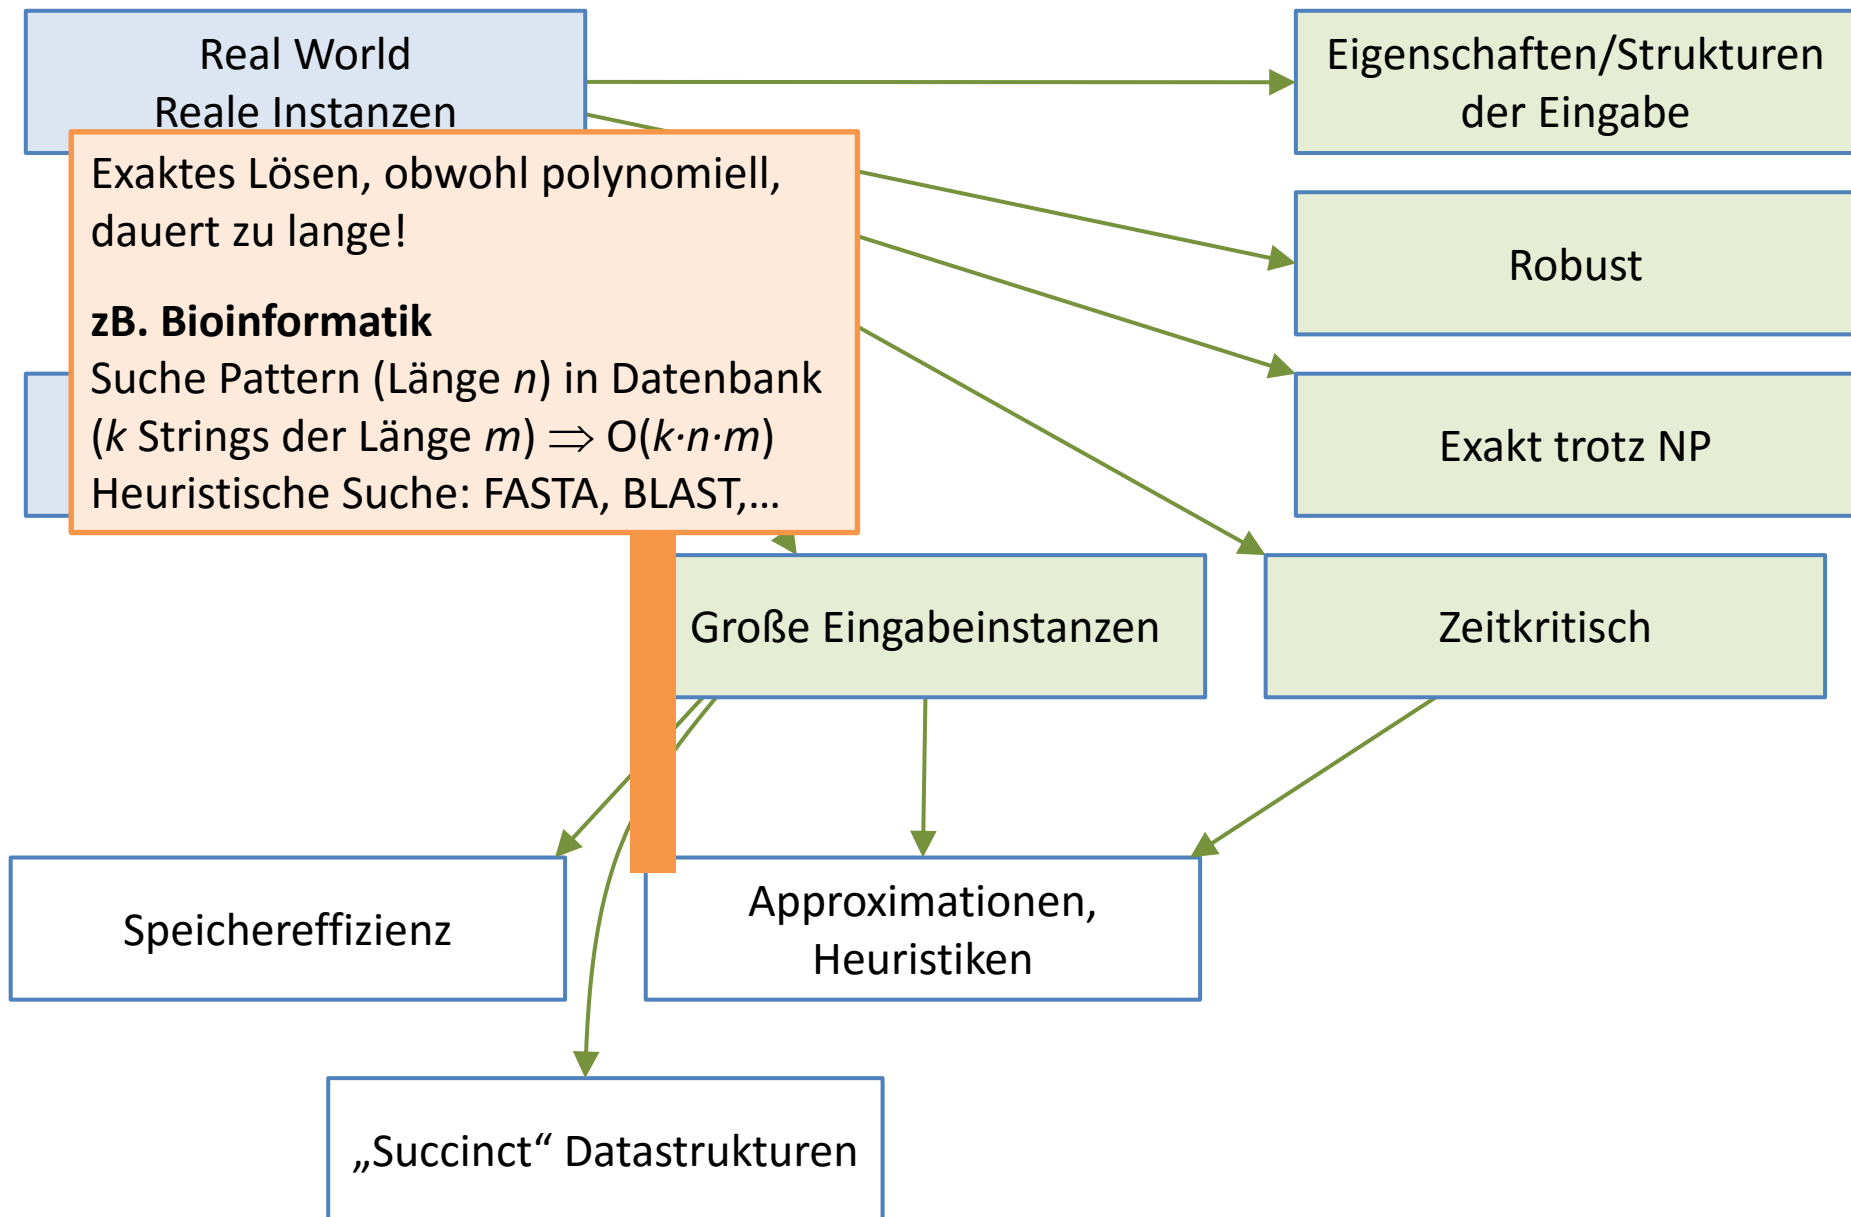 Real World
Reale Instanzen
Eigenschaften/Strukturen
der Eingabe
Exaktes Lösen, obwohl polynomiell,
dauert zu lange!
zB. Bioinformatik
Suche Pattern (Länge n) in Datenbank
(k Strings der Länge m) ⇒ O(k·n·m)
Heuristische Suche: FASTA, BLAST,...
Robust
Exakt trotz NP
Große Eingabeinstanzen
Zeitkritisch
Speichereffizienz
Approximationen,
Heuristiken
„Succinct“ Datastrukturen